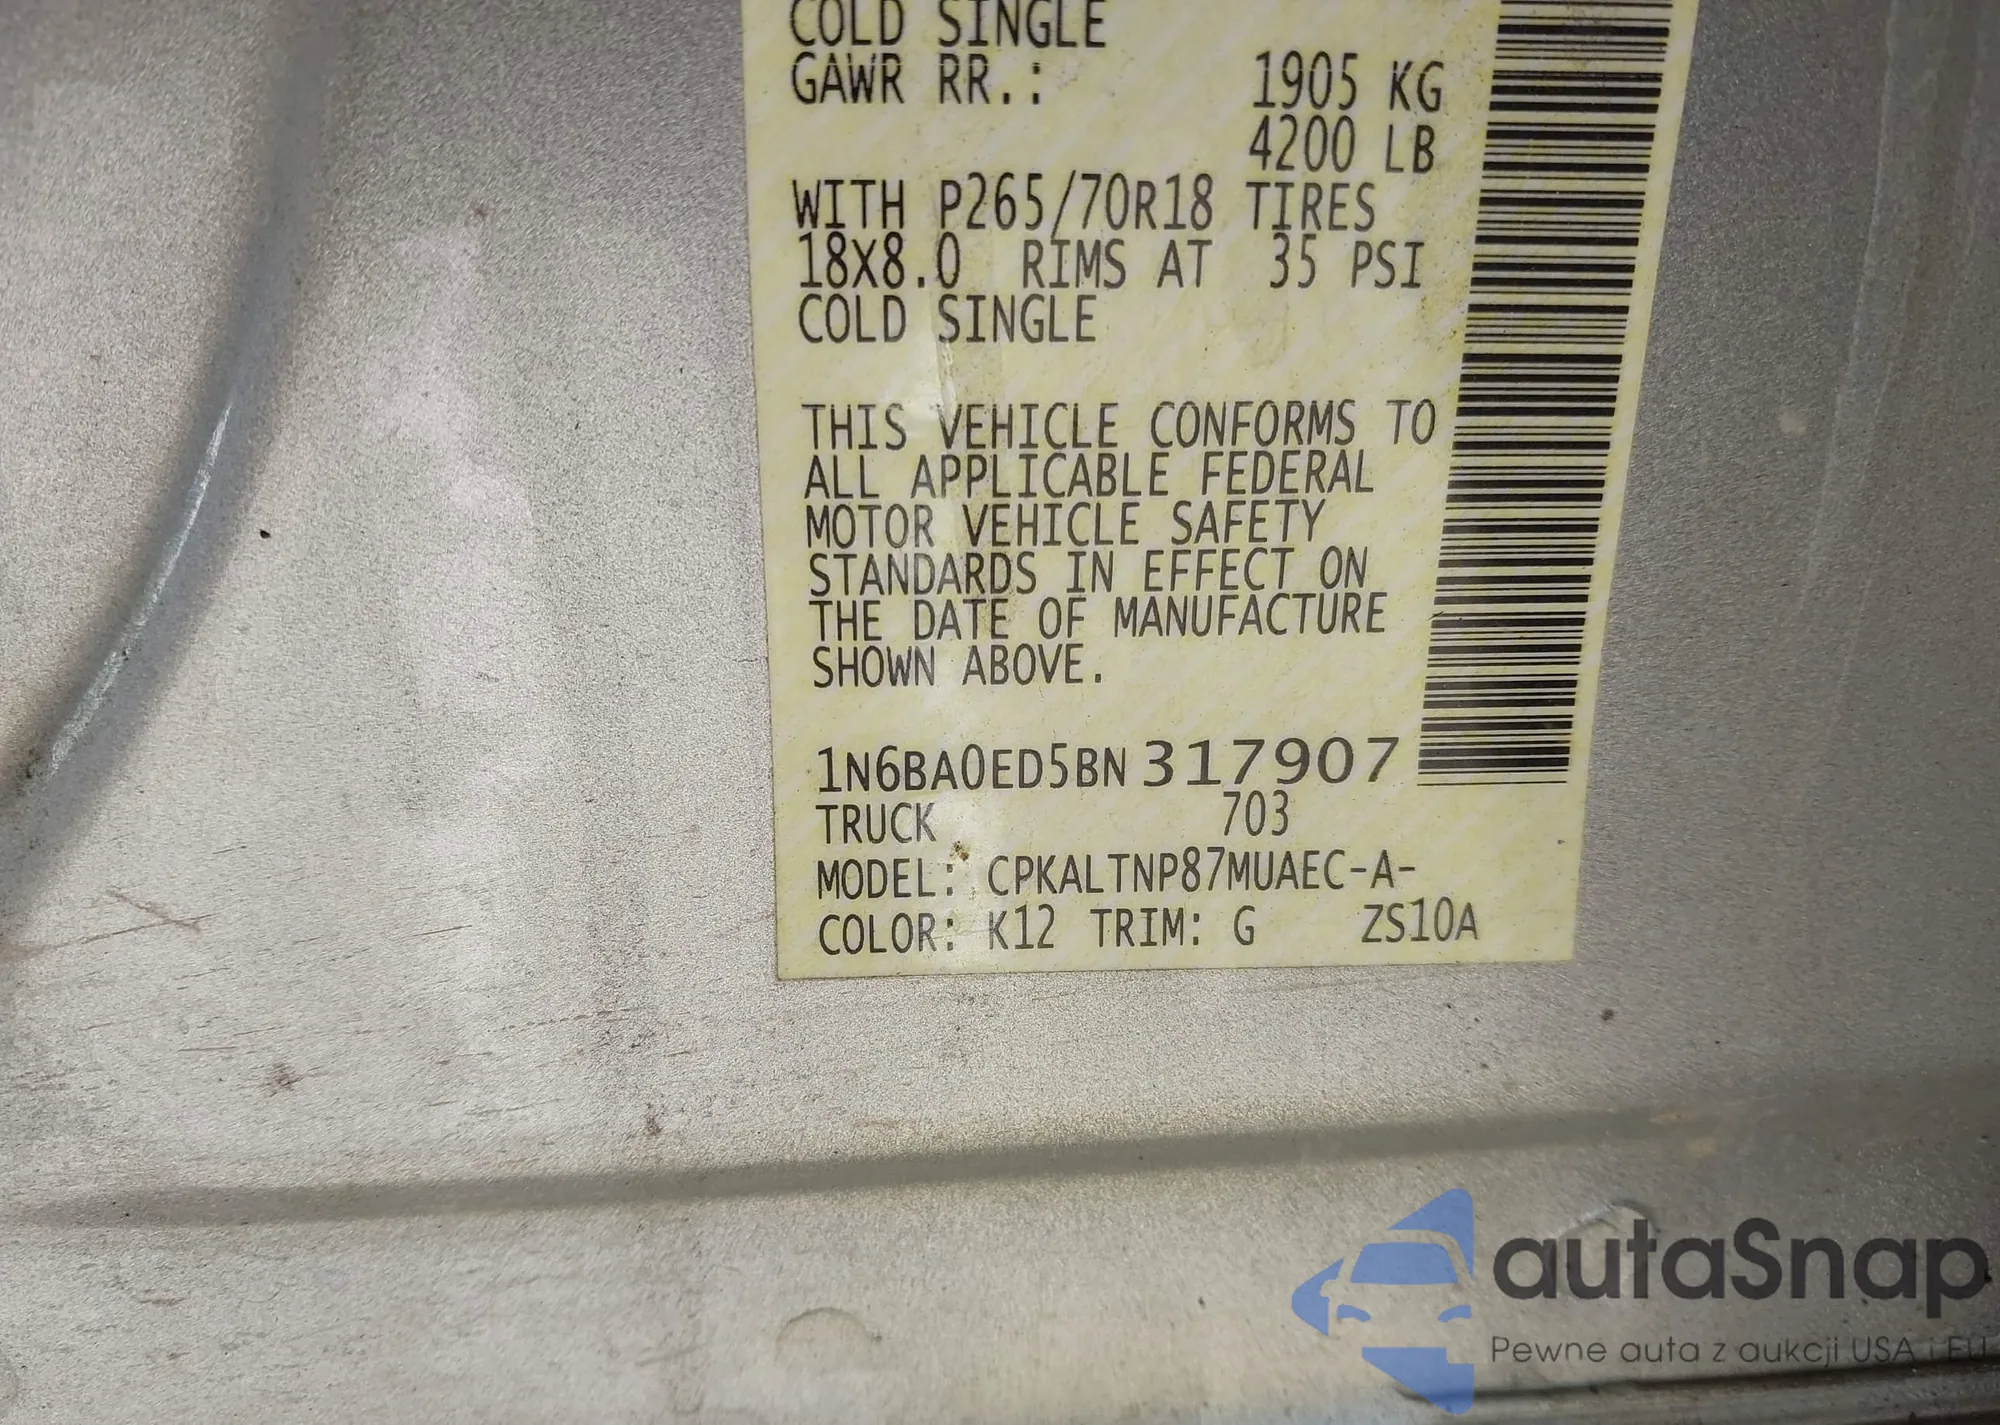 COLD SINGLE
GAWR RR.: 1905 KG
4200 LB
WITH P265/70R18 TIRES
18X8.0 RIMS AT 35 PSI
COLD SINGLE
THIS VEHICLE CONFORMS TO
ALL APPLICABLE FEDERAL
MOTOR VEHICLE SAFETY
STANDARDS IN EFFECT ON
THE DATE OF MANUFACTURE
SHOWN ABOVE.
1N6BA0ED5BN317907
TRUCK 703
MODEL: CPKALTNP87MUAEC-A-
COLOR: K12 TRIM: G ZS10A
autaSnap
Pewne auta z aukcji USA i EU